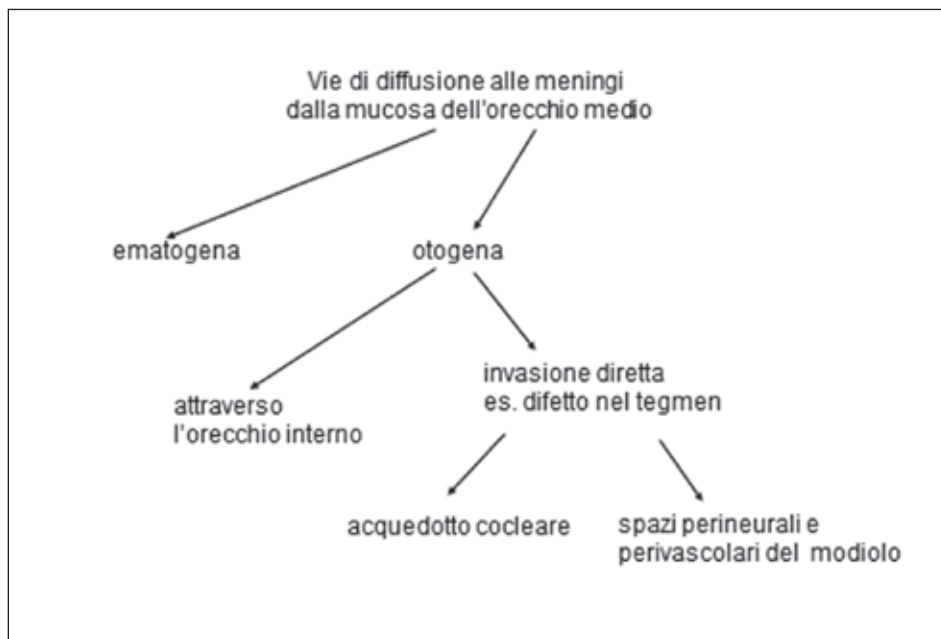 Vie di diffusione alle meningi
dalla mucosa dell'orecchio medio
ematogena
otogena
attraverso
l'orecchio interno
invasione diretta
es. difetto nel tegmen
acquedotto cocleare
spazi perineurali e
perivascolari del modiolo